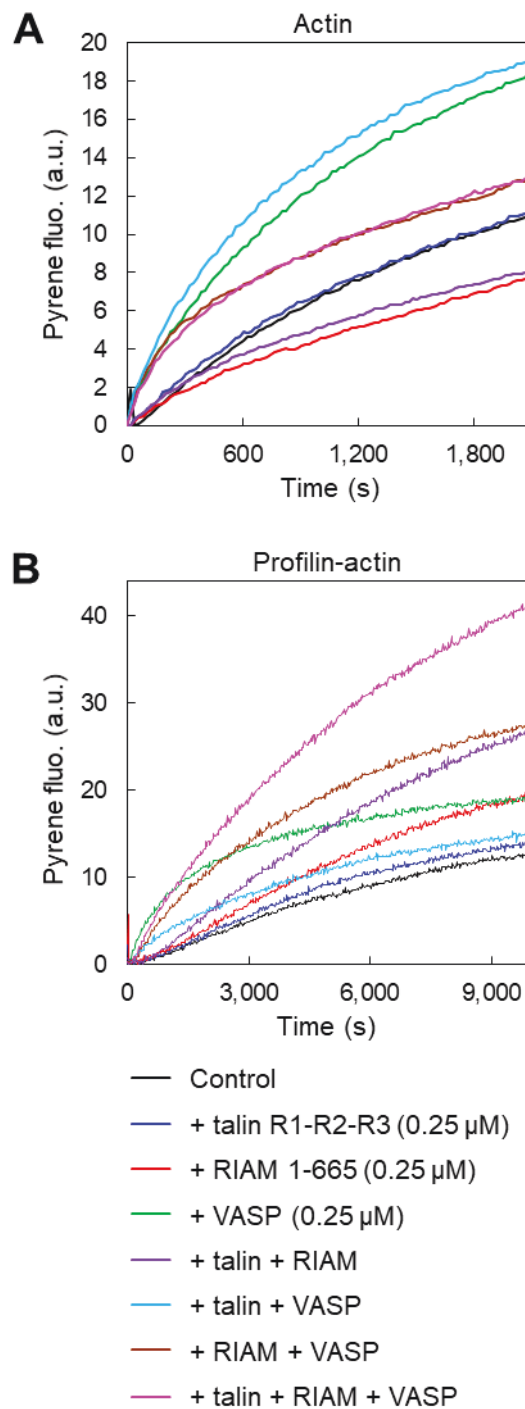 A
Actin
20
18
16
14
12
10
8
6
4
2
0
Pyrene fluo. (a.u.)
0 600 1,200 1,800
Time (s)
B
Profilin-actin
40
30
20
10
0
Pyrene fluo. (a.u.)
0 3,000 6,000 9,000
Time (s)
Control
+ talin R1-R2-R3 (0.25 µM)
+ RIAM 1-665 (0.25 µM)
+ VASP (0.25 µM)
+ talin + RIAM
+ talin + VASP
+ RIAM + VASP
+ talin + RIAM + VASP